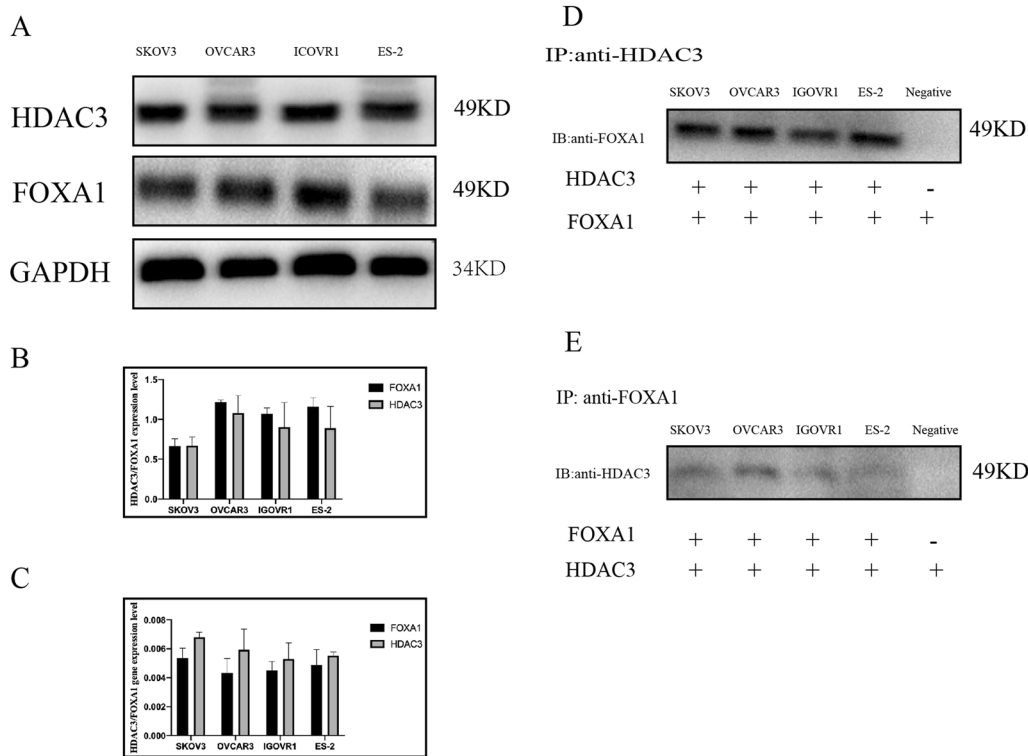 A
SKOV3 OVCAR3 ICOVR1 ES-2
HDAC3 49KD
FOXA1 49KD
GAPDH 34KD
B
HDAC3/FOXA1 expression level
1.5
1.0
0.5
0.0
SKOV3 OVCAR3 IGOVR1 ES-2
FOXA1
HDAC3
C
HDAC3/FOXA1 gene expression level
0.008
0.006
0.004
0.002
0.000
SKOV3 OVCAR3 IGOVR1 ES-2
FOXA1
HDAC3
D
IP:anti-HDAC3
SKOV3 OVCAR3 IGOVR1 ES-2 Negative
IB:anti-FOXA1 49KD
HDAC3 + + + + -
FOXA1 + + + + +
E
IP: anti-FOXA1
SKOV3 OVCAR3 IGOVR1 ES-2 Negative
IB:anti-HDAC3 49KD
FOXA1 + + + + -
HDAC3 + + + + +